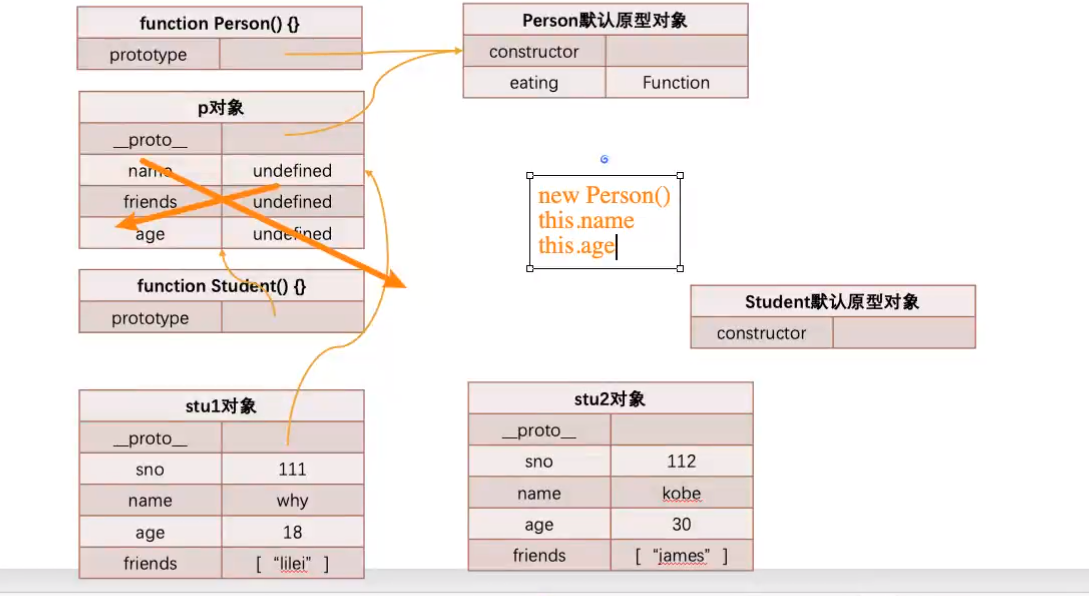 function Person() {}
prototype
Person默认原型对象
constructor
eating Function
p对象
__proto__
name undefined
friends undefined
age undefined
new Person()
this.name
this.age
function Student() {}
prototype
Student默认原型对象
constructor
stu1对象
__proto__
sno 111
name why
age 18
friends [ “lilei” ]
stu2对象
__proto__
sno 112
name kobe
age 30
friends [ “james” ]